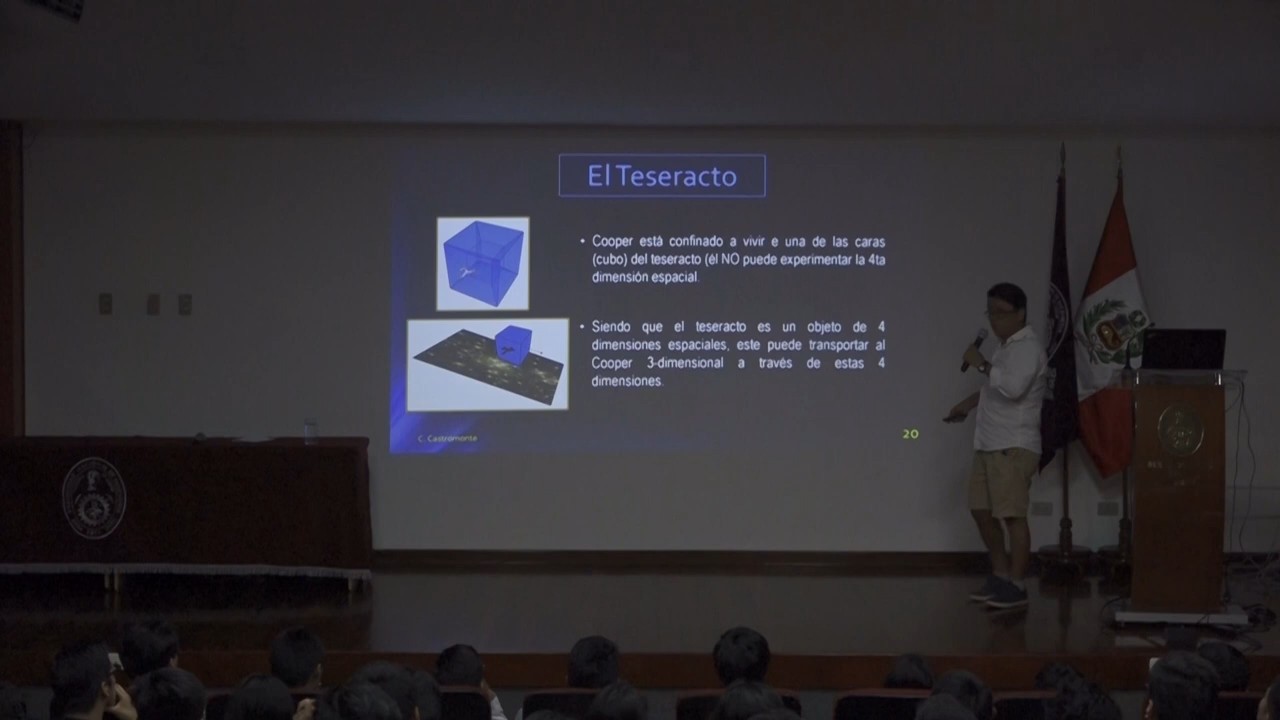 El Teseracto
• Cooper está confinado a vivir e una de las caras
(cubo) del teseracto (él NO puede experimentar la 4ta
dimensión espacial.
• Siendo que el teseracto es un objeto de 4
dimensiones espaciales, este puede transportar al
Cooper 3-dimensional a través de estas 4
dimensiones.
C. Castromonte
20